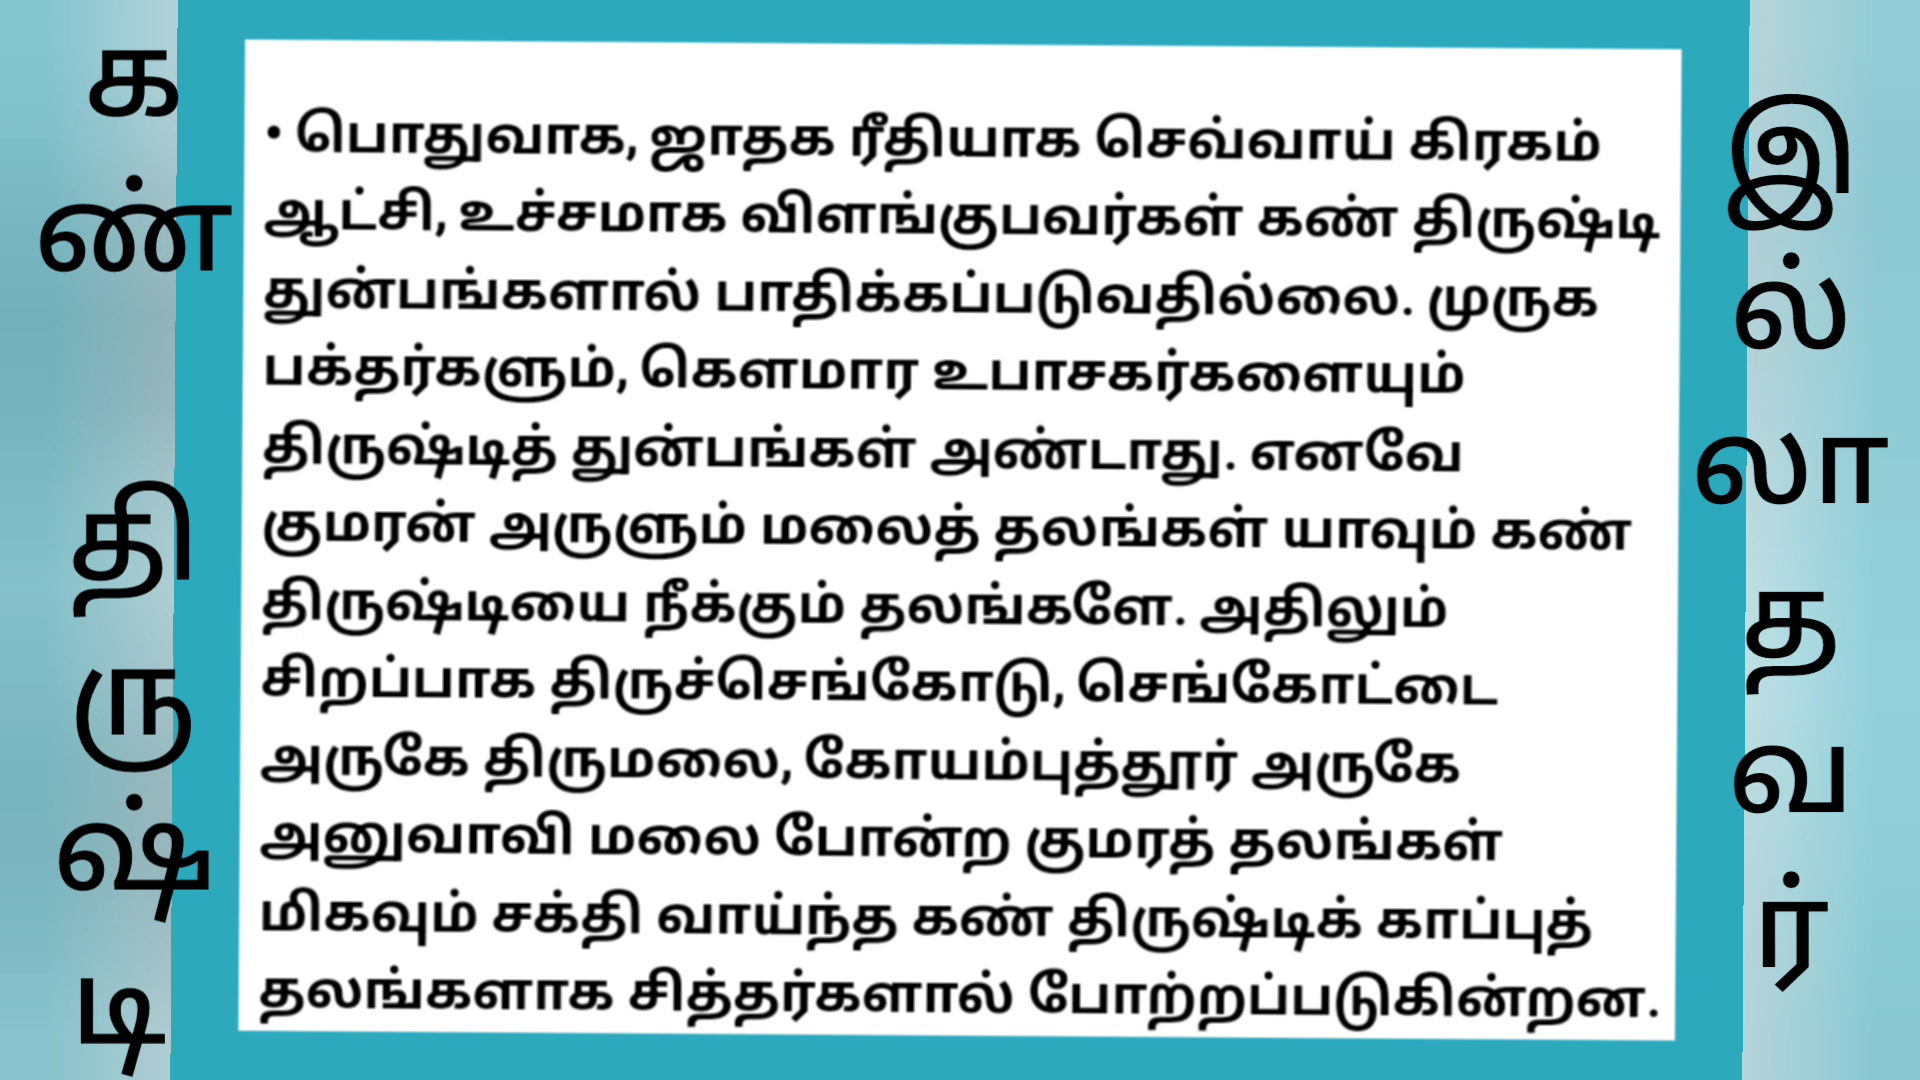 கண் திருஷ்டி
• பொதுவாக, ஜாதக ரீதியாக செவ்வாய் கிரகம்
ஆட்சி, உச்சமாக விளங்குபவர்கள் கண் திருஷ்டி
துன்பங்களால் பாதிக்கப்படுவதில்லை. முருக
பக்தர்களும், கௌமார உபாசகர்களையும்
திருஷ்டித் துன்பங்கள் அண்டாது. எனவே
குமரன் அருளும் மலைத் தலங்கள் யாவும் கண்
திருஷ்டியை நீக்கும் தலங்களே. அதிலும்
சிறப்பாக திருச்செங்கோடு, செங்கோட்டை
அருகே திருமலை, கோயம்புத்தூர் அருகே
அனுவாவி மலை போன்ற குமரத் தலங்கள்
மிகவும் சக்தி வாய்ந்த கண் திருஷ்டிக் காப்புத்
தலங்களாக சித்தர்களால் போற்றப்படுகின்றன.
இல்லாதவர்